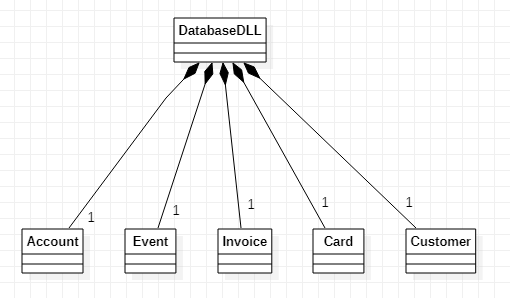 DatabaseDLL
1
1
1
1
1
Account
Event
Invoice
Card
Customer